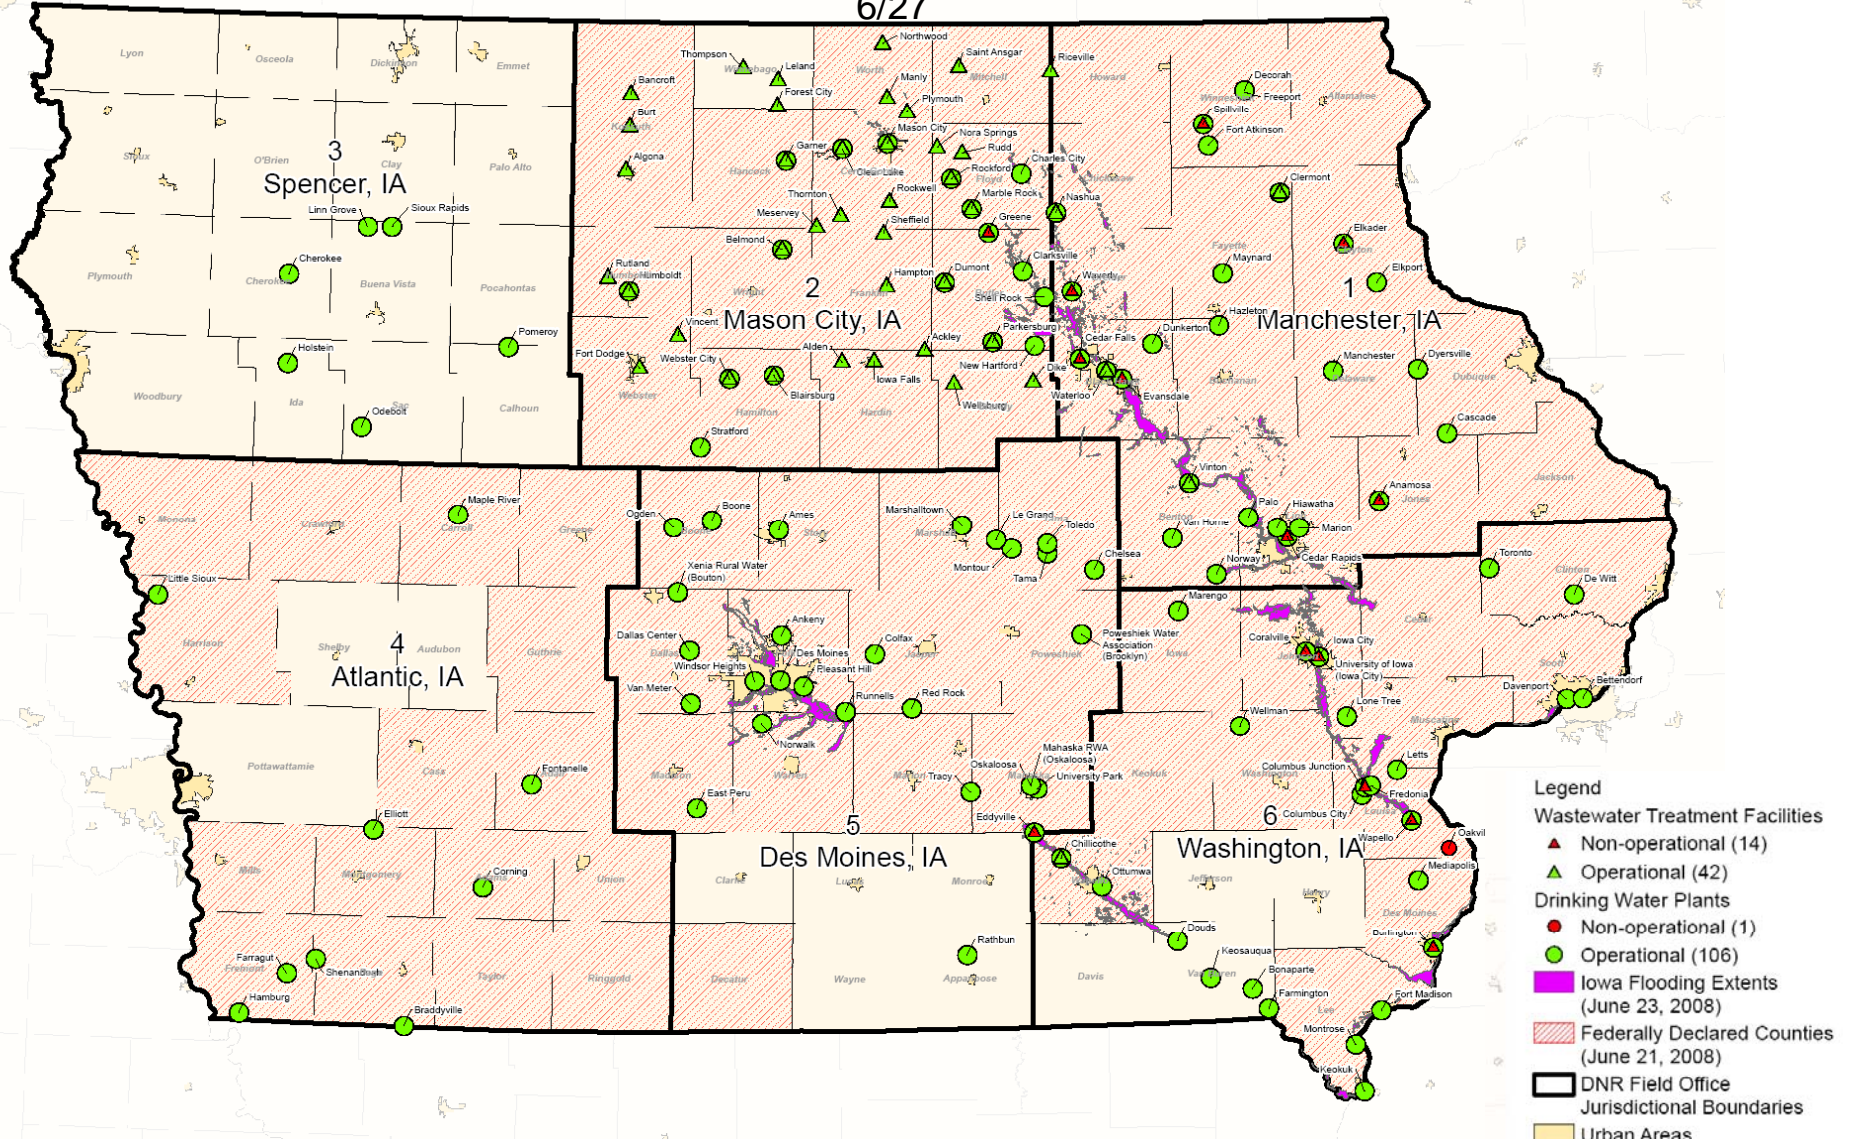 6/27
Lyon
Osceola
Dickinson
Emmet
Sioux
O'Brien
Clay
Palo Alto
3
Spencer, IA
Linn Grove
Sioux Rapids
Plymouth
Cherokee
Cherokee
Buena Vista
Pocahontas
Pomeroy
Holstein
Woodbury
Ida
Sac
Calhoun
Odebolt
Thompson
Northwood
Leland
Saint Ansgar
Riceville
Worth
Mitchell
Howard
Bancroft
Forest City
Manly
Plymouth
Burt
Mason City
Nora Springs
Rudd
Algona
Garner
Clear Lake
Charles City
Hancock
Rockford
Floyd
Thornton
Rockwell
Marble Rock
Nashua
Meservey
Sheffield
Greene
Belmond
Clarksville
Rutland
Humboldt
Hampton
Dumont
Waverly
Wright
Franklin
2
Mason City, IA
Shell Rock
Vincent
Parkersburg
Cedar Falls
Fort Dodge
Webster City
Alden
Ackley
New Hartford
Dike
Iowa Falls
Blairsburg
Wellsburg
Waterloo
Evansdale
Webster
Hamilton
Hardin
Stratford
Decorah
Freeport
Allamakee
Spillville
Fort Atkinson
Clermont
Elkader
Fayette
Maynard
Elkport
Hazleton
1
Manchester, IA
Dunkerton
Manchester
Dyersville
Buchanan
Delaware
Dubuque
Cascade
Vinton
Anamosa
Jones
Jackson
Palo
Hiawatha
Benton
Van Horne
Marion
Norway
Cedar Rapids
Monona
Crawford
Carroll
Greene
Maple River
Little Sioux
Harrison
Shelby
Audubon
Guthrie
4
Atlantic, IA
Pottawattamie
Cass
Fontanelle
Elliott
Mills
Montgomery
Corning
Union
Farragut
Fremont
Shenandoah
Taylor
Ringgold
Hamburg
Braddyville
Ogden
Boone
Ames
Story
Marshalltown
Le Grand
Toledo
Montour
Tama
Chelsea
Xenia Rural Water
(Bouton)
Dallas Center
Dallas
Ankeny
Des Moines
Colfax
Jasper
Poweshiek
Poweshiek Water
Association
(Brooklyn)
Windsor Heights
Pleasant Hill
Van Meter
Runnells
Red Rock
Norwalk
Madison
Warren
Marion
Tracy
Oskaloosa
Mahaska RWA
(Oskaloosa)
University Park
East Peru
Eddyville
5
Des Moines, IA
Clarke
Lucas
Monroe
Decatur
Wayne
Appanoose
Rathbun
Marengo
Iowa
Coralville
Iowa City
University of Iowa
(Iowa City)
Cedar
Toronto
Clinton
De Witt
Scott
Davenport
Bettendorf
Muscatine
Wellman
Lone Tree
Keokuk
Washington
Columbus Junction
Letts
Fredonia
Columbus City
Louisa
Wapello
6
Washington, IA
Oakvil
Mediapolis
Chillicothe
Ottumwa
Jefferson
Henry
Des Moines
Burlington
Douds
Davis
Van Buren
Keosauqua
Bonaparte
Farmington
Lee
Fort Madison
Montrose
Keokuk
Legend
Wastewater Treatment Facilities
Non-operational (14)
Operational (42)
Drinking Water Plants
Non-operational (1)
Operational (106)
Iowa Flooding Extents
(June 23, 2008)
Federally Declared Counties
(June 21, 2008)
DNR Field Office
Jurisdictional Boundaries
Urban Areas